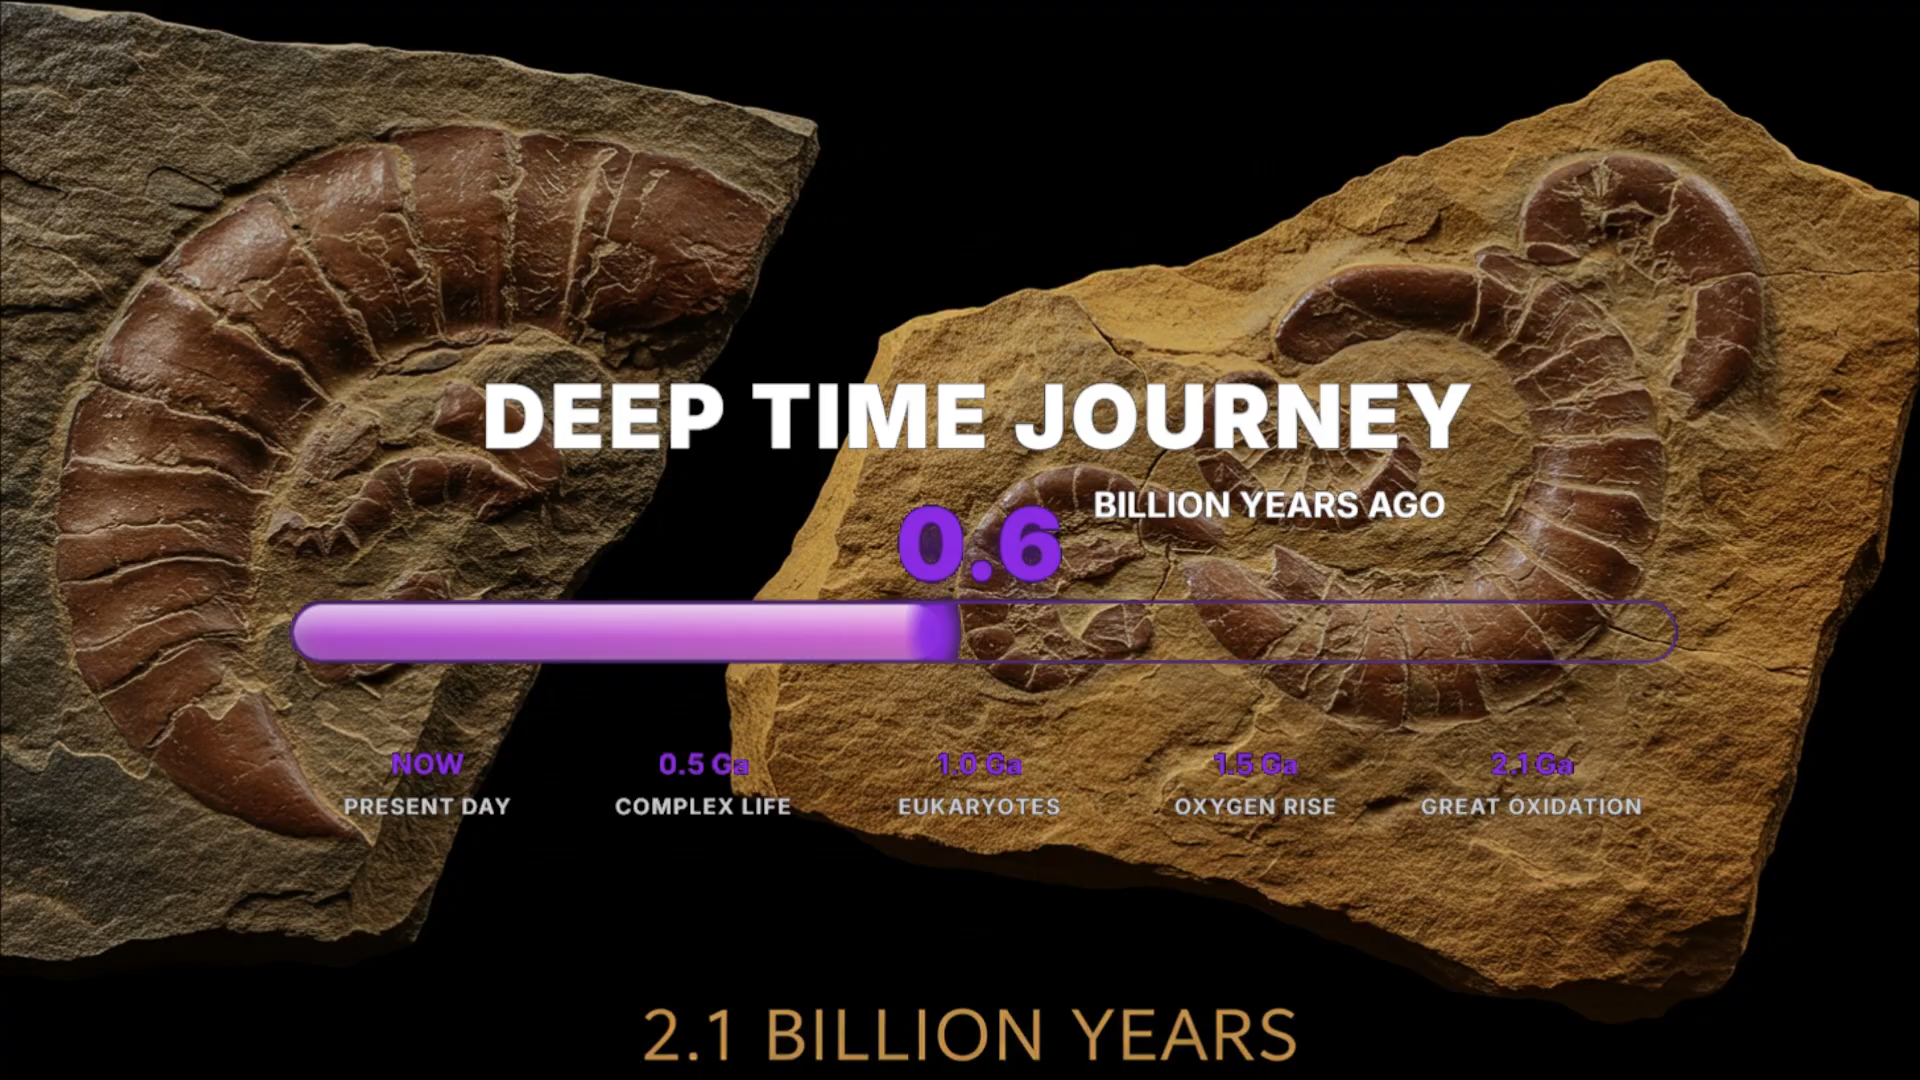 DEEP TIME JOURNEY
0.6 BILLION YEARS AGO
NOW 0.5 Ga 1.0 Ga 1.5 Ga 2.1 Ga
PRESENT DAY COMPLEX LIFE EUKARYOTES OXYGEN RISE GREAT OXIDATION
2.1 BILLION YEARS